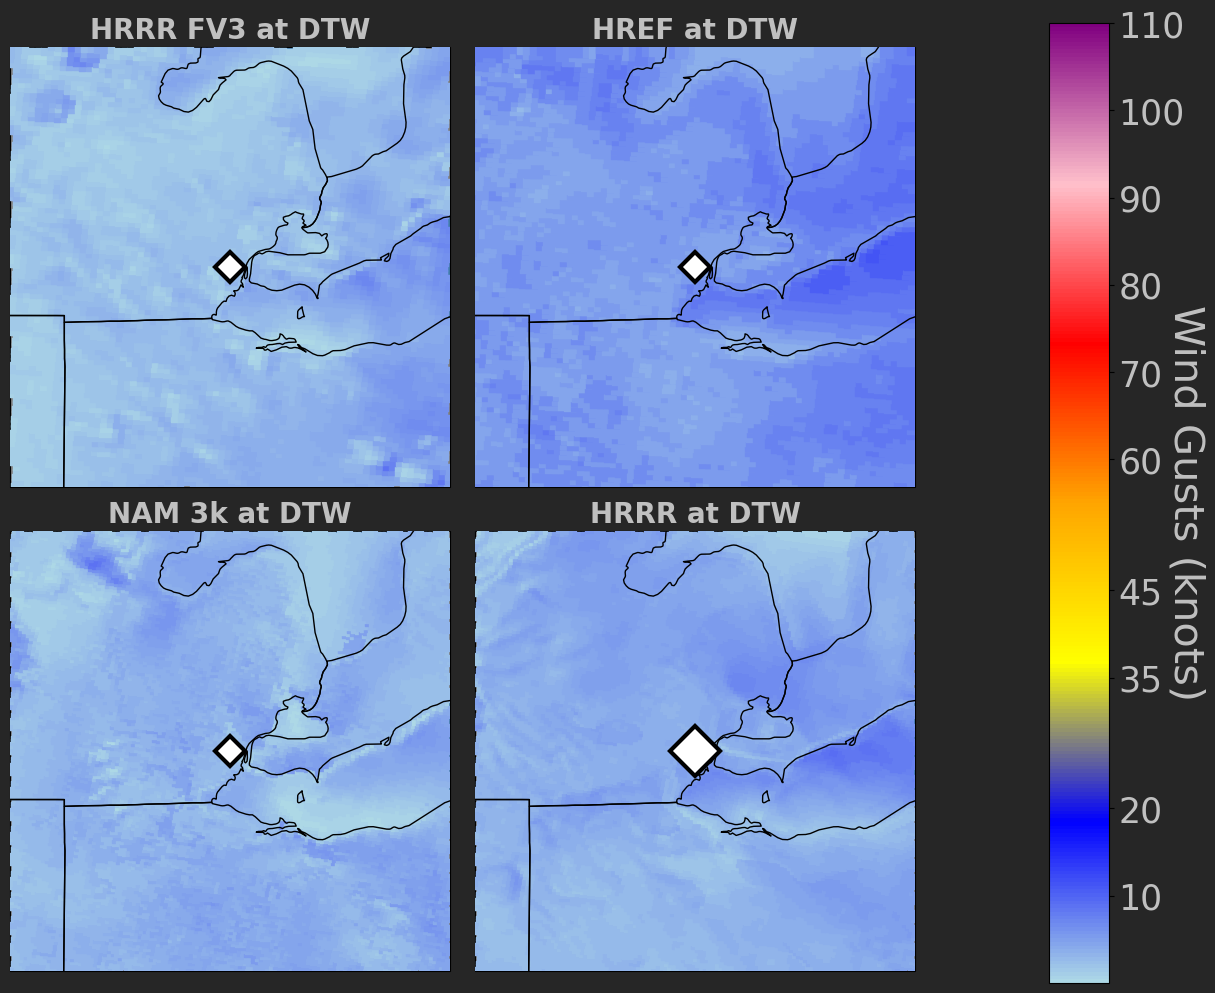 HRRR FV3 at DTW
HREF at DTW
NAM 3k at DTW
HRRR at DTW
110
100
90
80
70
60
45
35
20
10
Wind Gusts (knots)